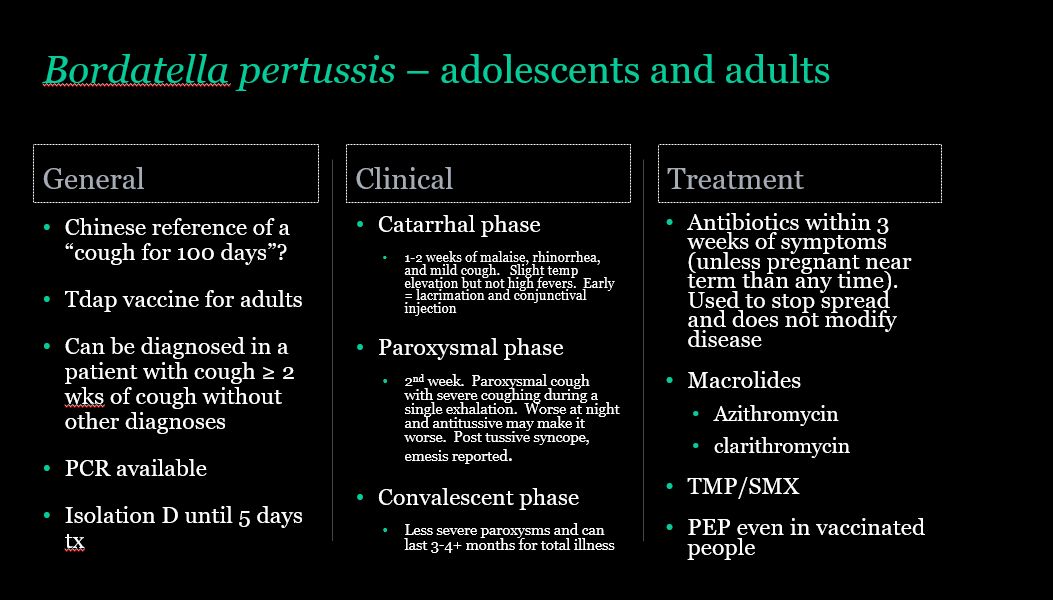 Bordatella pertussis – adolescents and adults
General
• Chinese reference of a
“cough for 100 days”?
• Tdap vaccine for adults
• Can be diagnosed in a
patient with cough ≥ 2
wks of cough without
other diagnoses
• PCR available
• Isolation D until 5 days
tx
Clinical
• Catarrhal phase
• 1-2 weeks of malaise, rhinorrhea,
and mild cough. Slight temp
elevation but not high fevers. Early
= lacrimation and conjunctival
injection
• Paroxysmal phase
• 2nd week. Paroxysmal cough
with severe coughing during a
single exhalation. Worse at night
and antitussive may make it
worse. Post tussive syncope,
emesis reported.
• Convalescent phase
• Less severe paroxysms and can
last 3-4+ months for total illness
Treatment
• Antibiotics within 3
weeks of symptoms
(unless pregnant near
term than any time).
Used to stop spread
and does not modify
disease
• Macrolides
• Azithromycin
• clarithromycin
• TMP/SMX
• PEP even in vaccinated
people